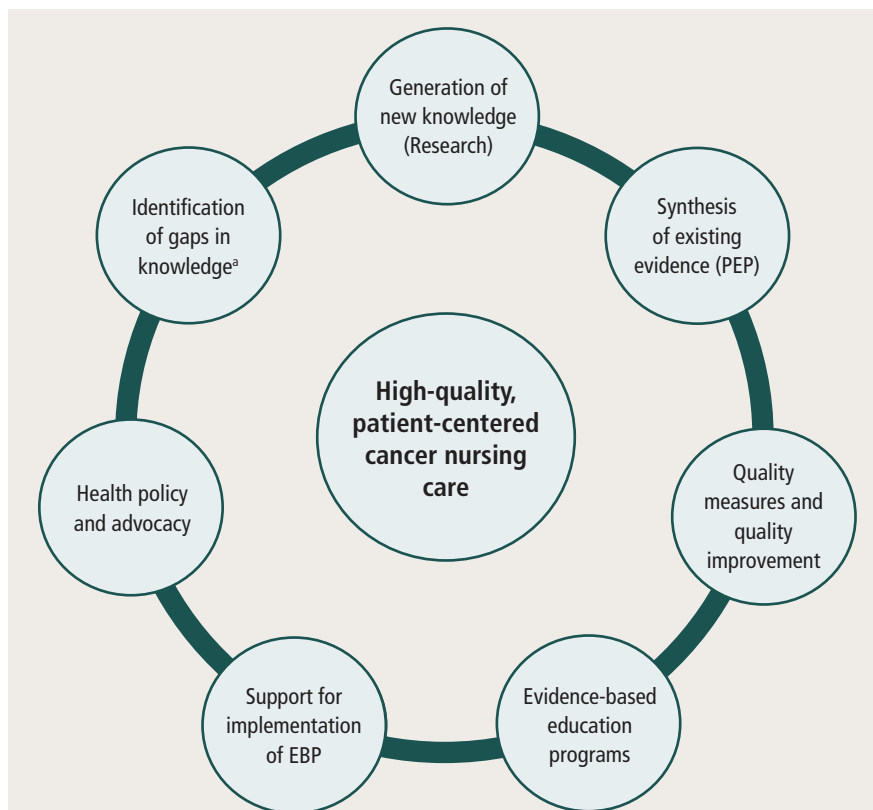 Generation of
new knowledge
(Research)
Synthesis
of existing
evidence (PEP)
Quality
measures and
quality
improvement
Evidence-based
education
programs
Support for
implementation
of EBP
Health policy
and advocacy
Identification
of gaps in
knowledgeᵃ
High-quality,
patient-centered
cancer nursing
care